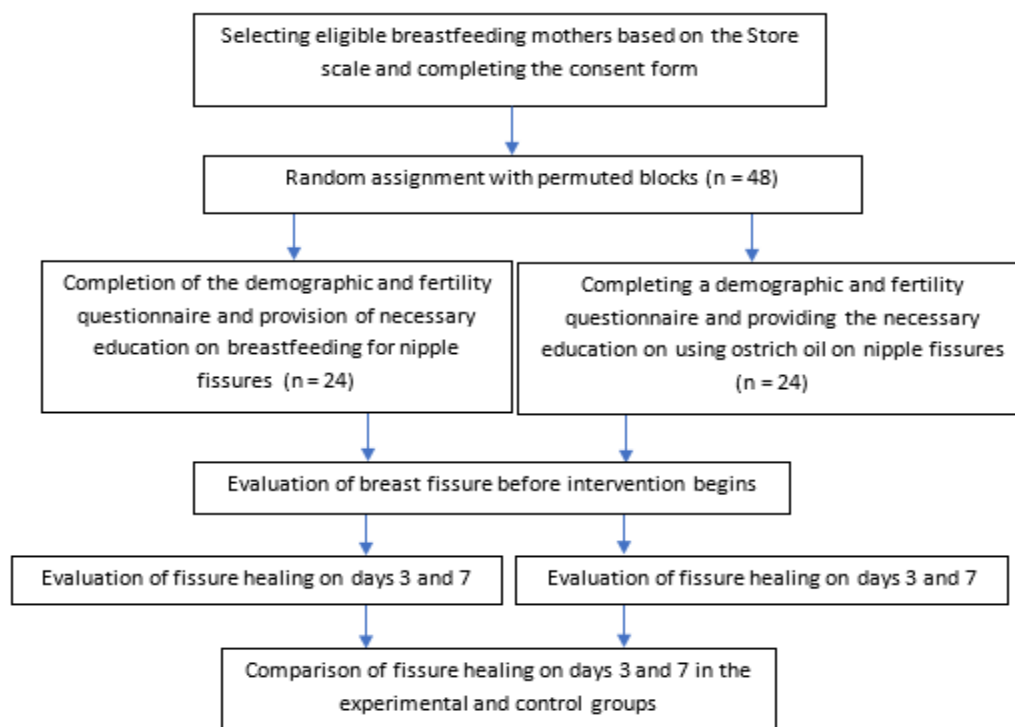 Selecting eligible breastfeeding mothers based on the Store
scale and completing the consent form
Random assignment with permuted blocks (n = 48)
Completion of the demographic and fertility
questionnaire and provision of necessary
education on breastfeeding for nipple
fissures (n = 24)
Completing a demographic and fertility
questionnaire and providing the necessary
education on using ostrich oil on nipple fissures
(n = 24)
Evaluation of breast fissure before intervention begins
Evaluation of fissure healing on days 3 and 7
Evaluation of fissure healing on days 3 and 7
Comparison of fissure healing on days 3 and 7 in the
experimental and control groups